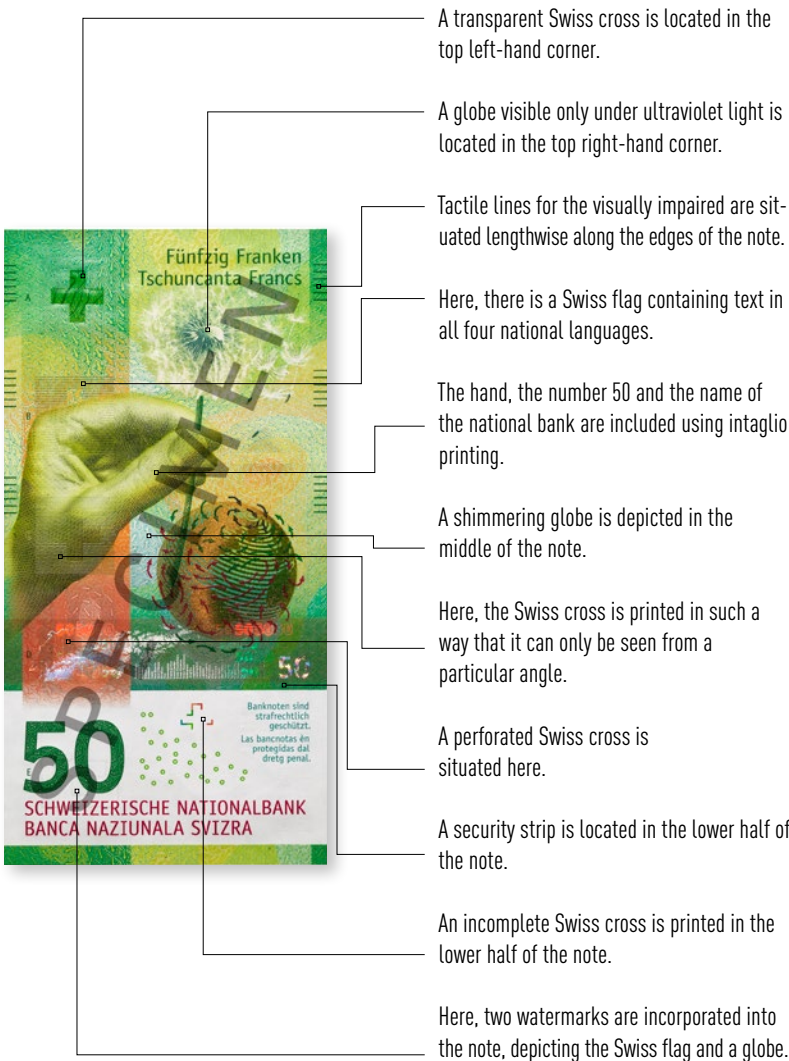 A transparent Swiss cross is located in the
top left-hand corner.
A globe visible only under ultraviolet light is
located in the top right-hand corner.
Tactile lines for the visually impaired are sit-
uated lengthwise along the edges of the note.
Here, there is a Swiss flag containing text in
all four national languages.
The hand, the number 50 and the name of
the national bank are included using intaglio
printing.
A shimmering globe is depicted in the
middle of the note.
Here, the Swiss cross is printed in such a
way that it can only be seen from a
particular angle.
A perforated Swiss cross is
situated here.
A security strip is located in the lower half of
the note.
An incomplete Swiss cross is printed in the
lower half of the note.
Here, two watermarks are incorporated into
the note, depicting the Swiss flag and a globe.
Fünfzig Franken
Tschuncanta Francs
A
B
SPECIMEN
D
50
Banknoten sind
strafrechtlich
geschützt.
Las bancnotas èn
protegidas dal
dretg penal.
50
E
SCHWEIZERISCHE NATIONALBANK
BANCA NAZIUNALA SVIZRA